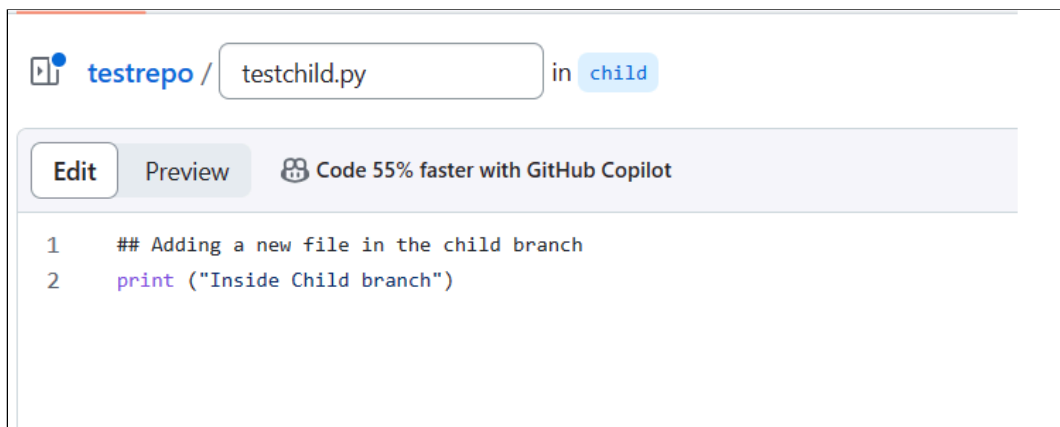 testrepo / testchild.py in child
Edit Preview Code 55% faster with GitHub Copilot
1 ## Adding a new file in the child branch
2 print ("Inside Child branch")